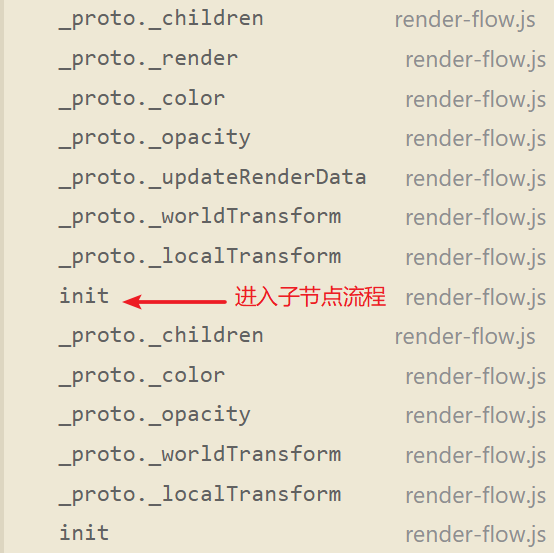 _proto._children render-flow.js
_proto._render render-flow.js
_proto._color render-flow.js
_proto._opacity render-flow.js
_proto._updateRenderData render-flow.js
_proto._worldTransform render-flow.js
_proto._localTransform render-flow.js
init 进入子节点流程 render-flow.js
_proto._children render-flow.js
_proto._color render-flow.js
_proto._opacity render-flow.js
_proto._worldTransform render-flow.js
_proto._localTransform render-flow.js
init render-flow.js